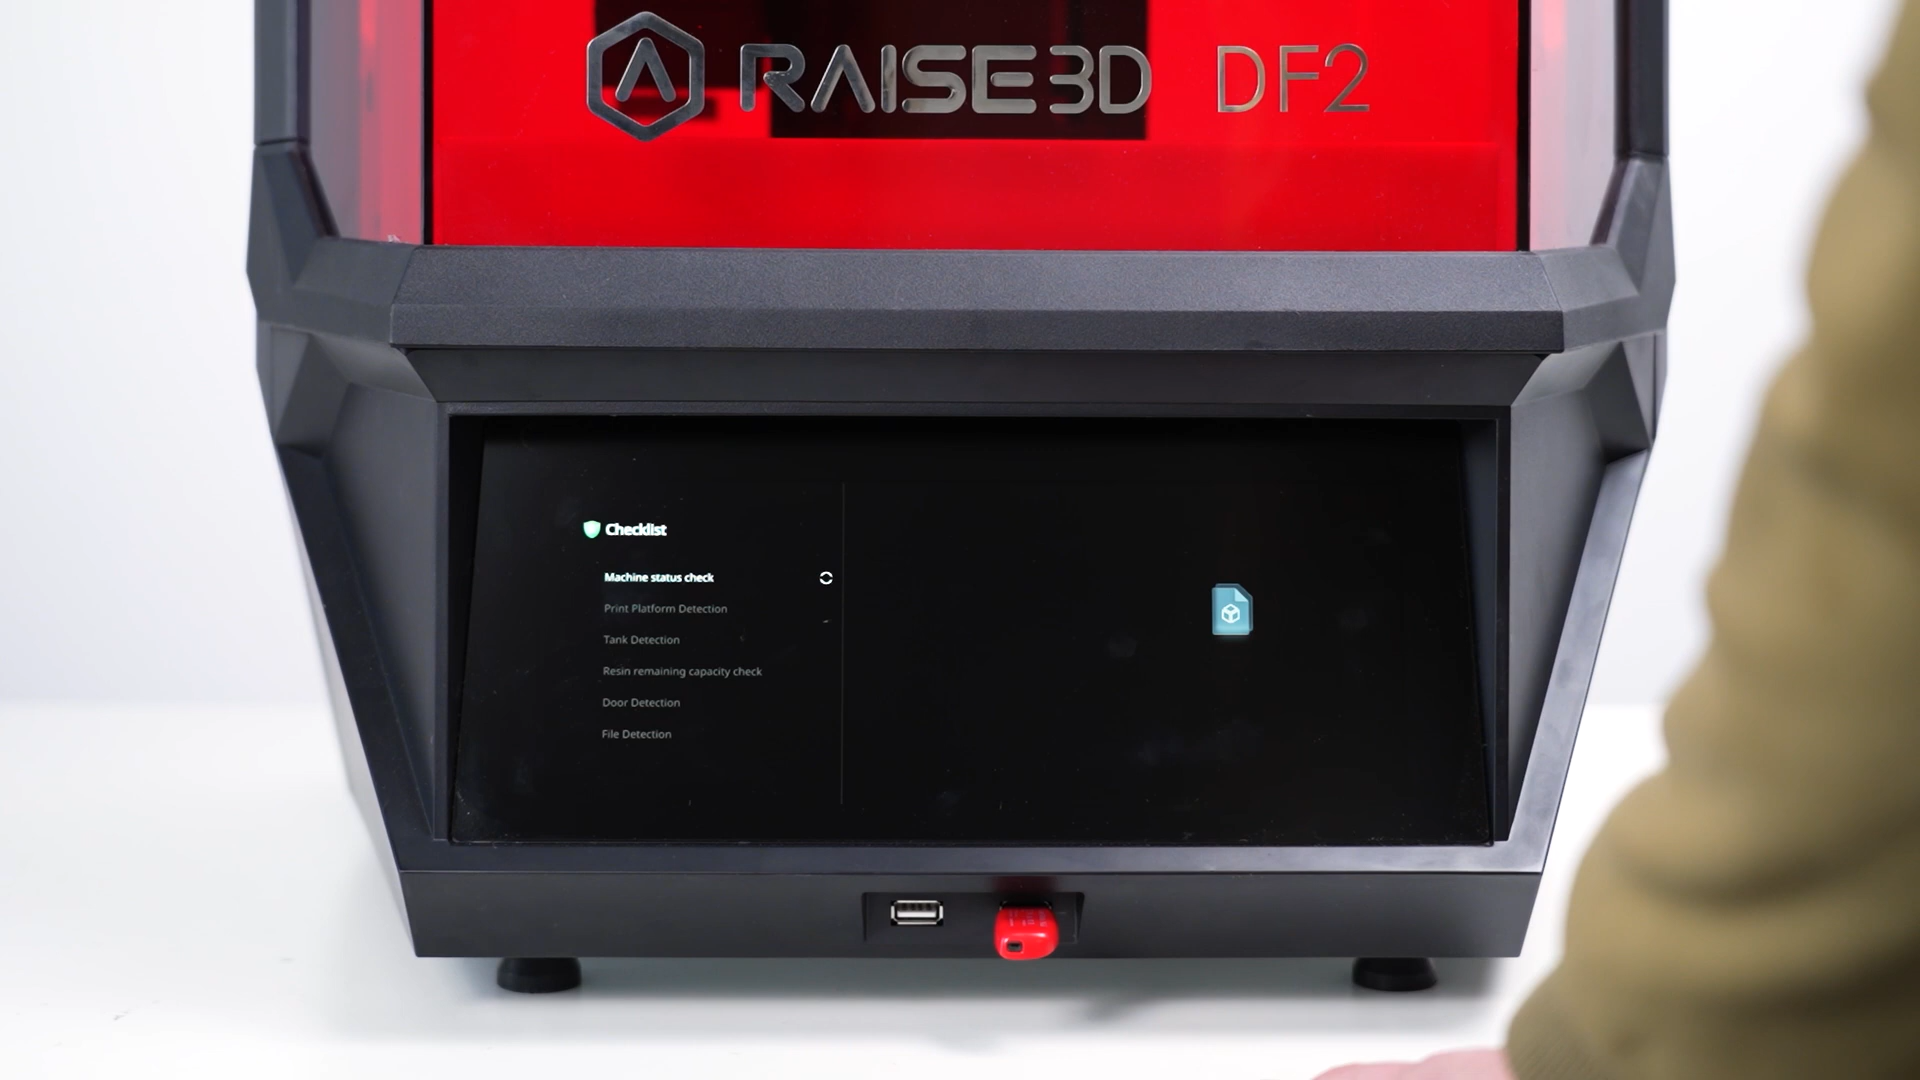 RAISE3D DF2
Checklist
Machine status check
Print Platform Detection
Tank Detection
Resin remaining capacity check
Door Detection
File Detection